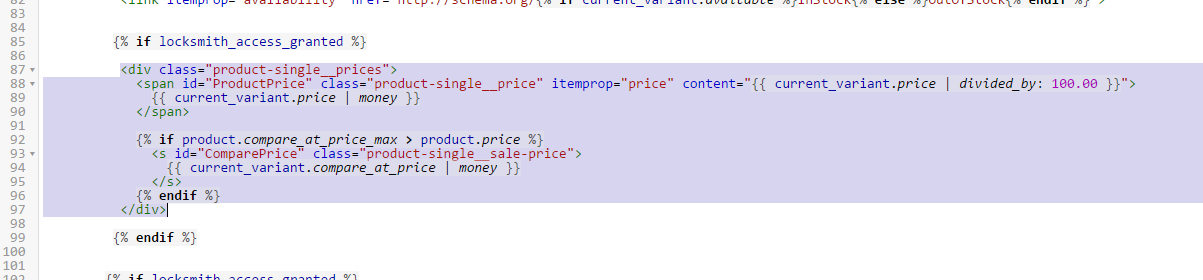 82 <link itemprop="availability" href="http://schema.org/{% if current_variant.available %}InStock{% else %}OutOfStock{% endif %}">
83
84
85 {% if locksmith_access_granted %}
86
87 <div class="product-single__prices">
88 <span id="ProductPrice" class="product-single__price" itemprop="price" content="{{ current_variant.price | divided_by: 100.00 }}">
89 {{ current_variant.price | money }}
90 </span>
91
92 {% if product.compare_at_price_max > product.price %}
93 <s id="ComparePrice" class="product-single__sale-price">
94 {{ current_variant.compare_at_price | money }}
95 </s>
96 {% endif %}
97 </div>
98
99 {% endif %}
100
101
102 {% if locksmith_access_granted %}